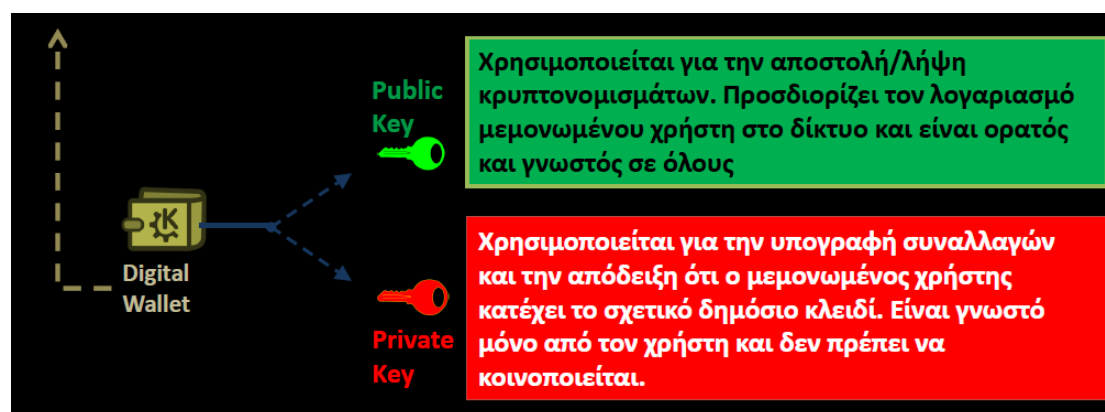 Public
Key
Χρησιμοποιείται για την αποστολή/λήψη
κρυπτονομισμάτων. Προσδιορίζει τον λογαριασμό
μεμονωμένου χρήστη στο δίκτυο και είναι ορατός
και γνωστός σε όλους
Digital
Wallet
Private
Key
Χρησιμοποιείται για την υπογραφή συναλλαγών
και την απόδειξη ότι ο μεμονωμένος χρήστης
κατέχει το σχετικό δημόσιο κλειδί. Είναι γνωστό
μόνο από τον χρήστη και δεν πρέπει να
κοινοποιείται.